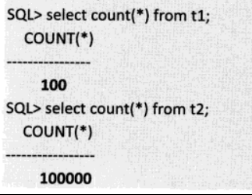 SQL> select count(*) from t1;
COUNT(*)
----------------
100
SQL> select count(*) from t2;
COUNT(*)
-----------------
100000